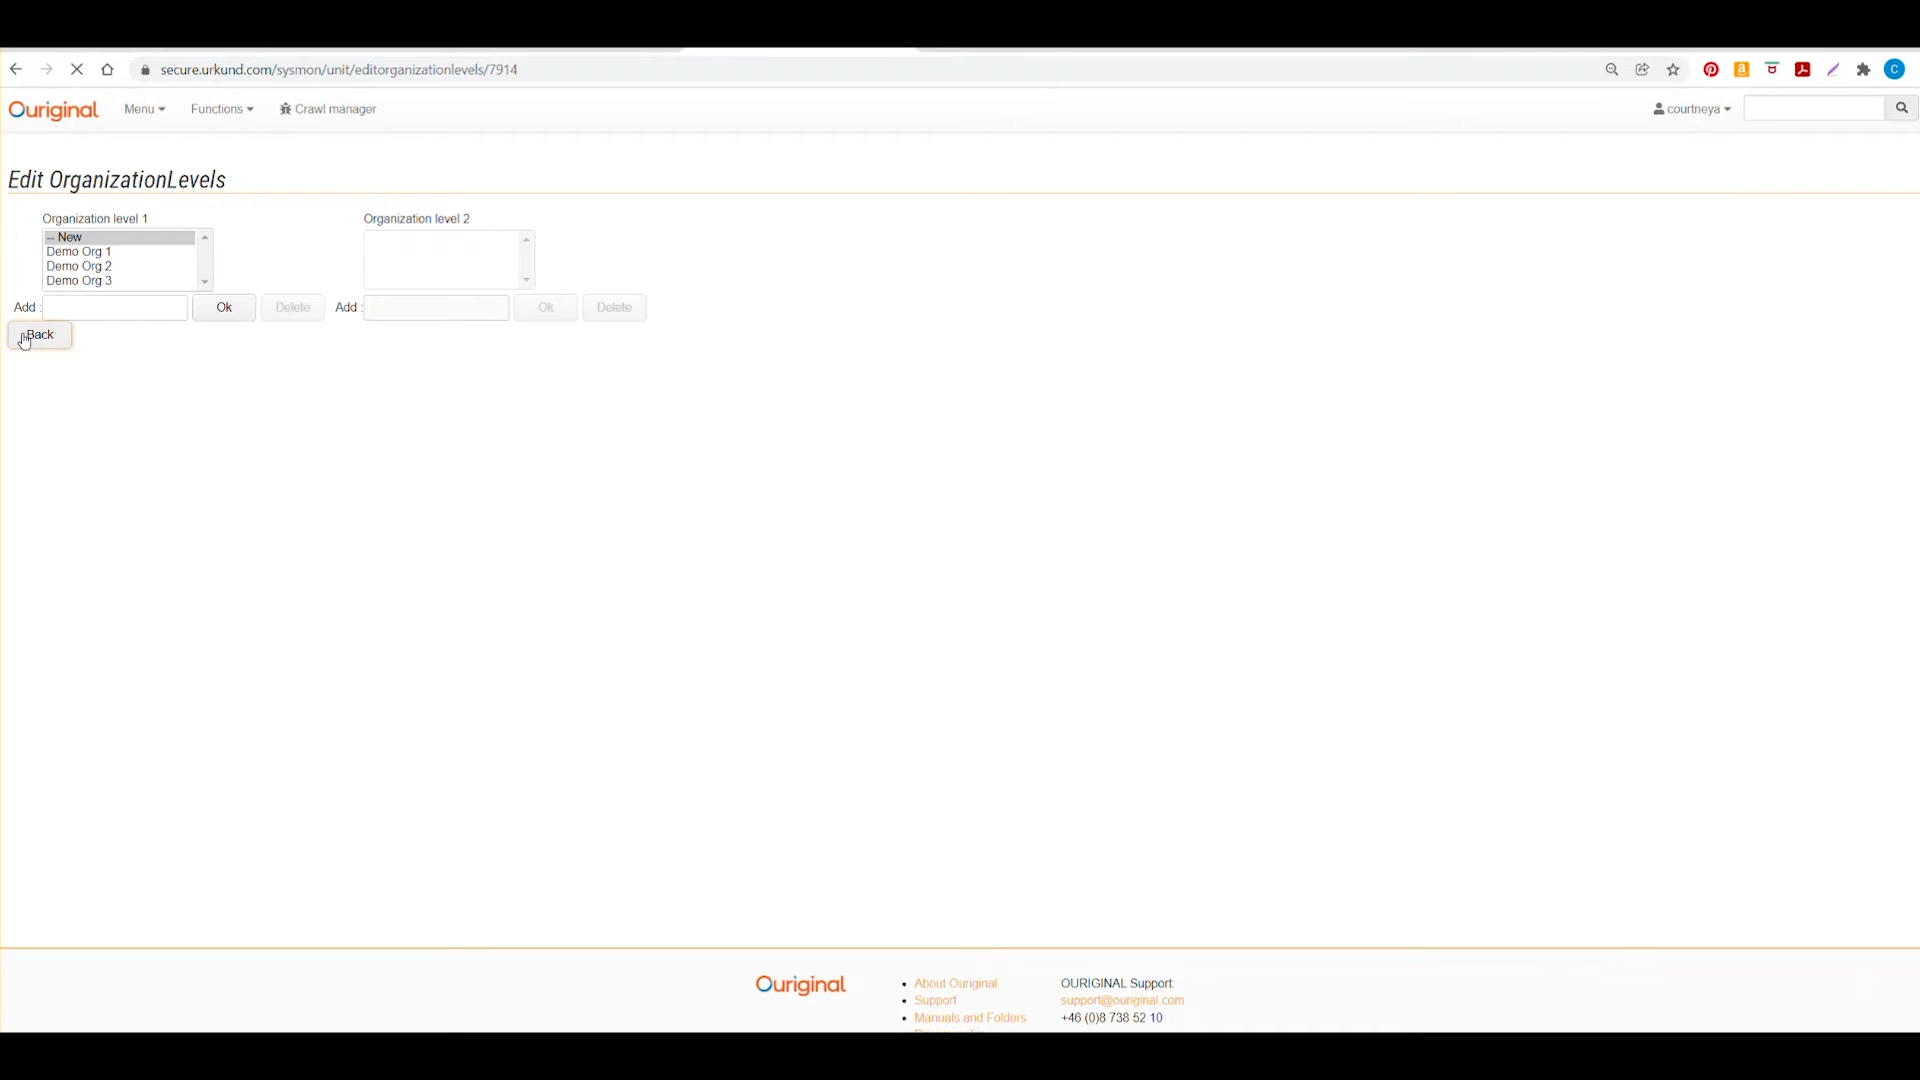 secure.urkund.com/sysmon/unit/editorganizationlevels/7914
a
C
Ouriginal Menu Functions Crawl manager courtneya
Edit OrganizationLevels
Organization level 1 Organization level 2
-- New
Demo Org 1
Demo Org 2
Demo Org 3
Add : Ok Delete Add : Ok Delete
Back
Ouriginal
• About Ouriginal
• Support
• Manuals and Folders
OURIGINAL Support:
support@ouriginal.com
+46 (0)8 738 52 10